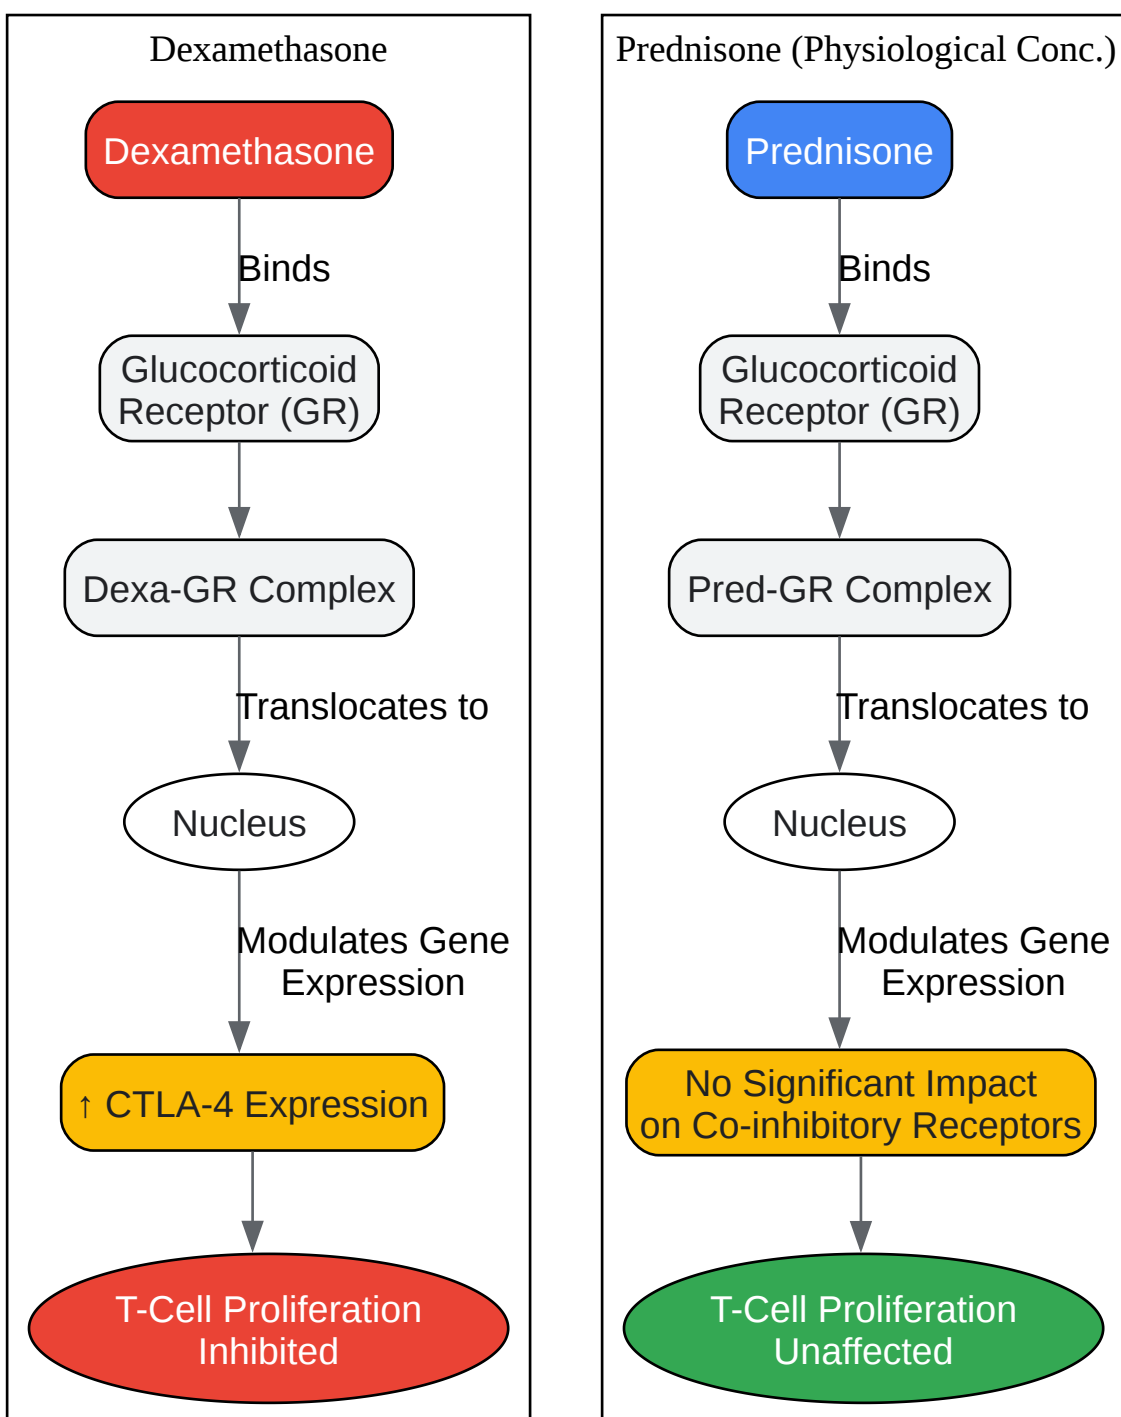 Dexamethasone
Dexamethasone
Binds
Glucocorticoid
Receptor (GR)
Dexa-GR Complex
Translocates to
Nucleus
Modulates Gene
Expression
↑ CTLA-4 Expression
T-Cell Proliferation
Inhibited
Prednisone (Physiological Conc.)
Prednisone
Binds
Glucocorticoid
Receptor (GR)
Pred-GR Complex
Translocates to
Nucleus
Modulates Gene
Expression
No Significant Impact
on Co-inhibitory Receptors
T-Cell Proliferation
Unaffected